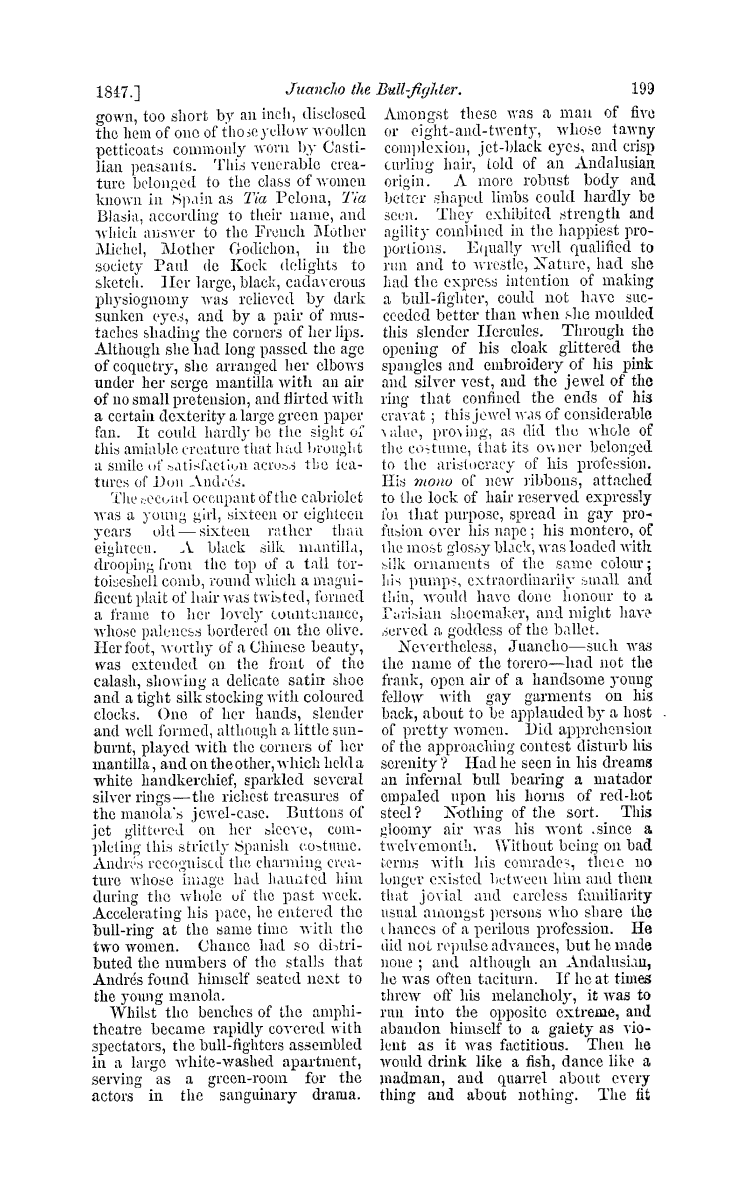 1847.] Juancho the Bull-fighter. 199
gown, too short by an inch, disclosed
the hem of one of those yellow woollen
petticoats commonly worn by Casti-
lian peasants. This venerable crea-
ture belonged to the class of women
known in Spain as Tia Pelona, Tia
Blasia, according to their name, and
which answer to the French Mother
Michel, Mother Godichon, in the
society Paul de Kock delights to
sketch. Her large, black, cadaverous
physiognomy was relieved by dark
sunken eyes, and by a pair of mus-
taches shading the corners of her lips.
Although she had long passed the age
of coquetry, she arranged her elbows
under her serge mantilla with an air
of no small pretension, and flirted with
a certain dexterity a large green paper
fan. It could hardly be the sight of
this amiable creature that had brought
a smile of satisfaction across the fea-
tures of Don Andrés.
The second occupant of the cabriolet
was a young girl, sixteen or eighteen
years old—sixteen rather than
eighteen. A black silk mantilla,
drooping from the top of a tall tor-
toiseshell comb, round which a magni-
ficent plait of hair was twisted, formed
a frame to her lovely countenance,
whose paleness bordered on the olive.
Her foot, worthy of a Chinese beauty,
was extended on the front of the
calash, showing a delicate satin shoe
and a tight silk stocking with coloured
clocks. One of her hands, slender
and well formed, although a little sun-
burnt, played with the corners of her
mantilla, and on the other, which held a
white handkerchief, sparkled several
silver rings—the richest treasures of
the manola's jewel-case. Buttons of
jet glittered on her sleeve, com-
pleting this strictly Spanish costume.
Andrés recognised the charming crea-
ture whose image had haunted him
during the whole of the past week.
Accelerating his pace, he entered the
bull-ring at the same time with the
two women. Chance had so distri-
buted the numbers of the stalls that
Andrés found himself seated next to
the young manola.
Whilst the benches of the amphi-
theatre became rapidly covered with
spectators, the bull-fighters assembled
in a large white-washed apartment,
serving as a green-room for the
actors in the sanguinary drama.
Amongst these was a man of five
or eight-and-twenty, whose tawny
complexion, jet-black eyes, and crisp
curling hair, told of an Andalusian
origin. A more robust body and
better shaped limbs could hardly be
seen. They exhibited strength and
agility combined in the happiest pro-
portions. Equally well qualified to
run and to wrestle, Nature, had she
had the express intention of making
a bull-fighter, could not have suc-
ceeded better than when she moulded
this slender Hercules. Through the
opening of his cloak glittered the
spangles and embroidery of his pink
and silver vest, and the jewel of the
ring that confined the ends of his
cravat; this jewel was of considerable
value, proving, as did the whole of
the costume, that its owner belonged
to the aristocracy of his profession.
His mono of new ribbons, attached
to the lock of hair reserved expressly
for that purpose, spread in gay pro-
fusion over his nape; his montero, of
the most glossy black, was loaded with
silk ornaments of the same colour;
his pumps, extraordinarily small and
thin, would have done honour to a
Parisian shoemaker, and might have
served a goddess of the ballet.
Nevertheless, Juancho—such was
the name of the torero—had not the
frank, open air of a handsome young
fellow with gay garments on his
back, about to be applauded by a host
of pretty women. Did apprehension
of the approaching contest disturb his
serenity? Had he seen in his dreams
an infernal bull bearing a matador
empaled upon his horns of red-hot
steel? Nothing of the sort. This
gloomy air was his wont since a
twelvemonth. Without being on bad
terms with his comrades, there no
longer existed between him and them
that jovial and careless familiarity
usual amongst persons who share the
chances of a perilous profession. He
did not repulse advances, but he made
none; and although an Andalusian,
he was often taciturn. If he at times
threw off his melancholy, it was to
run into the opposite extreme, and
abandon himself to a gaiety as vio-
lent as it was factitious. Then he
would drink like a fish, dance like a
madman, and quarrel about every
thing and about nothing. The fit